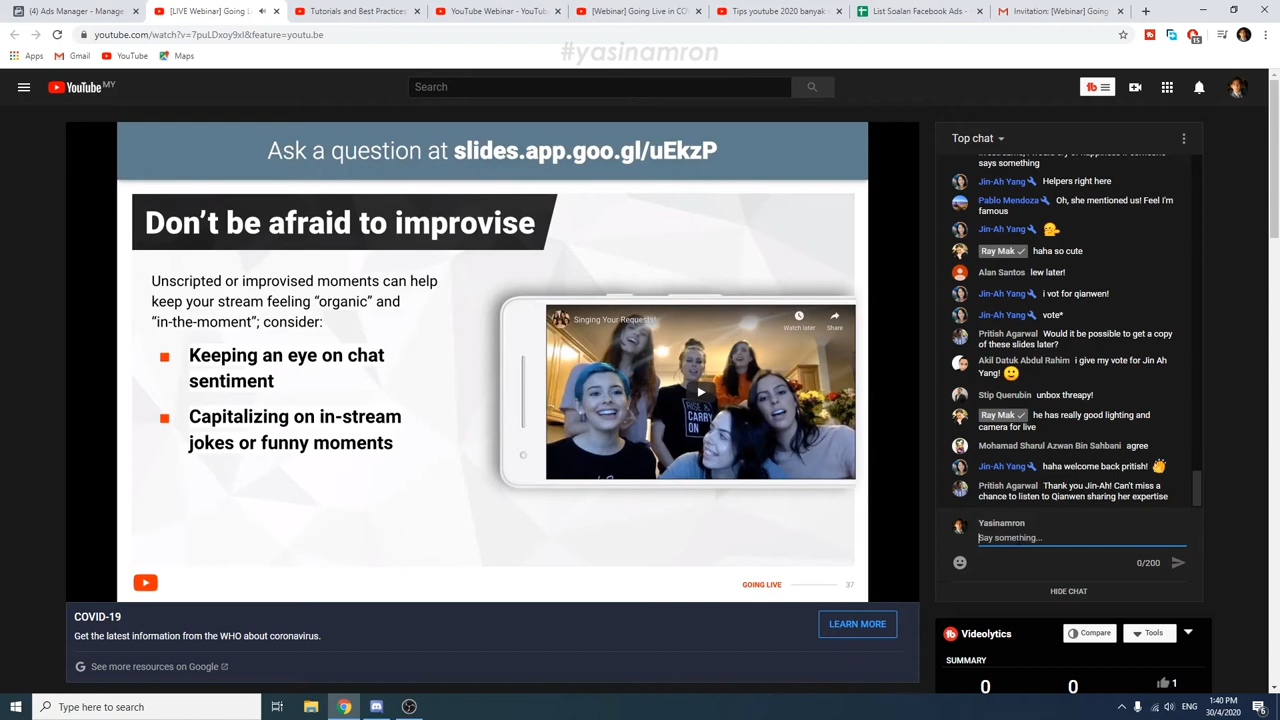 (4) Ads Manager - Manage
[LIVE Webinar] Going L
Tutorials and Best Practices
YouTube Webinar - YouTu
[Webinar] Going Live in CO
Tips youtube 2020 banyak
List Soalan Facebook Ads -
Invitation: [Webinar] Going
youtube.com/watch?v=7puLDxoy9xI&feature=youtu.be
15
Apps
Gmail
YouTube
Maps
#yasinamron
YouTube MY
Search
Ask a question at slides.app.goo.gl/uEkzP
Don't be afraid to improvise
Unscripted or improvised moments can help
keep your stream feeling "organic" and
"in-the-moment"; consider:
Keeping an eye on chat
sentiment
Capitalizing on in-stream
jokes or funny moments
Singing Your Requests!
Watch later
Share
RISE &
CARRY
ON
GOING LIVE
37
COVID-19
Get the latest information from the WHO about coronavirus.
LEARN MORE
See more resources on Google
Top chat
says something
Jin-Ah Yang Helpers right here
Pablo Mendoza Oh, she mentioned us! Feel I'm
famous
Jin-Ah Yang
Ray Mak haha so cute
Alan Santos lew later!
Jin-Ah Yang i vot for qianwen!
Jin-Ah Yang vote*
Pritish Agarwal Would it be possible to get a copy
of these slides later?
Akil Datuk Abdul Rahim i give my vote for Jin Ah
Yang!
Stip Querubin unbox threapy!
Ray Mak he has really good lighting and
camera for live
Mohamad Sharul Azwan Bin Sahbani agree
Jin-Ah Yang haha welcome back pritish!
Pritish Agarwal Thank you Jin-Ah! Can't miss a
chance to listen to Qianwen sharing her expertise
Yasinamron
Say something...
0/200
HIDE CHAT
Videolytics
Compare
Tools
SUMMARY
0
0
1
Type here to search
ENG
1:40 PM
30/4/2020
6